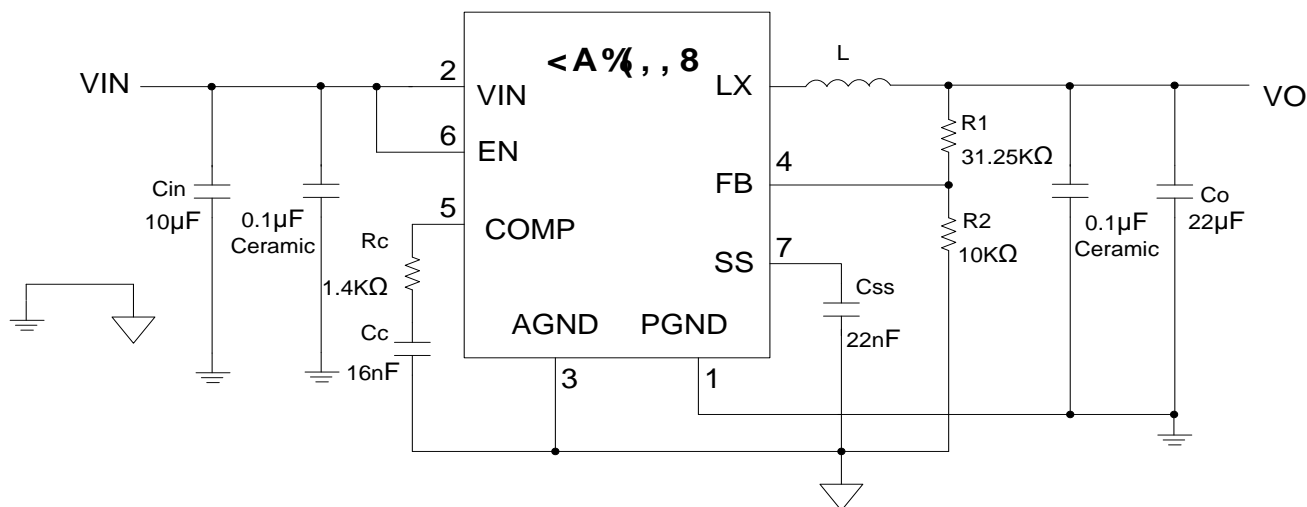 <A%(,,8
L
VIN
2
VIN
LX
VO
6
EN
R1
31.25KΩ
4
FB
Cin
10µF
0.1µF
Ceramic
5
COMP
Rc
1.4KΩ
R2
10KΩ
0.1µF
Ceramic
Co
22µF
SS
7
Css
22nF
AGND
PGND
Cc
16nF
3
1